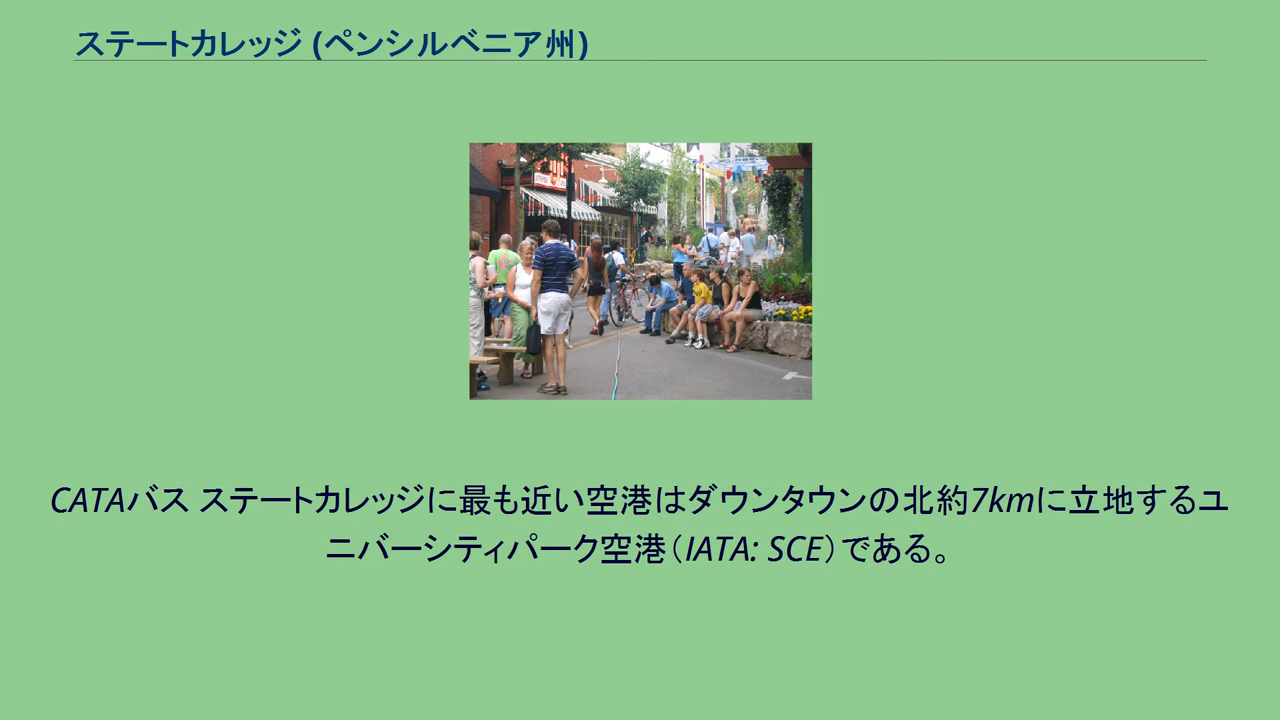 ステートカレッジ (ペンシルベニア州)
CATAバス ステートカレッジに最も近い空港はダウンタウンの北約7kmに立地するユ
ニバーシティパーク空港（IATA: SCE）である。